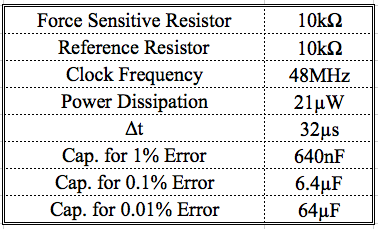 Force Sensitive Resistor 10kΩ
Reference Resistor 10kΩ
Clock Frequency 48MHz
Power Dissipation 21μW
Δt 32μs
Cap. for 1% Error 640nF
Cap. for 0.1% Error 6.4μF
Cap. for 0.01% Error 64μF